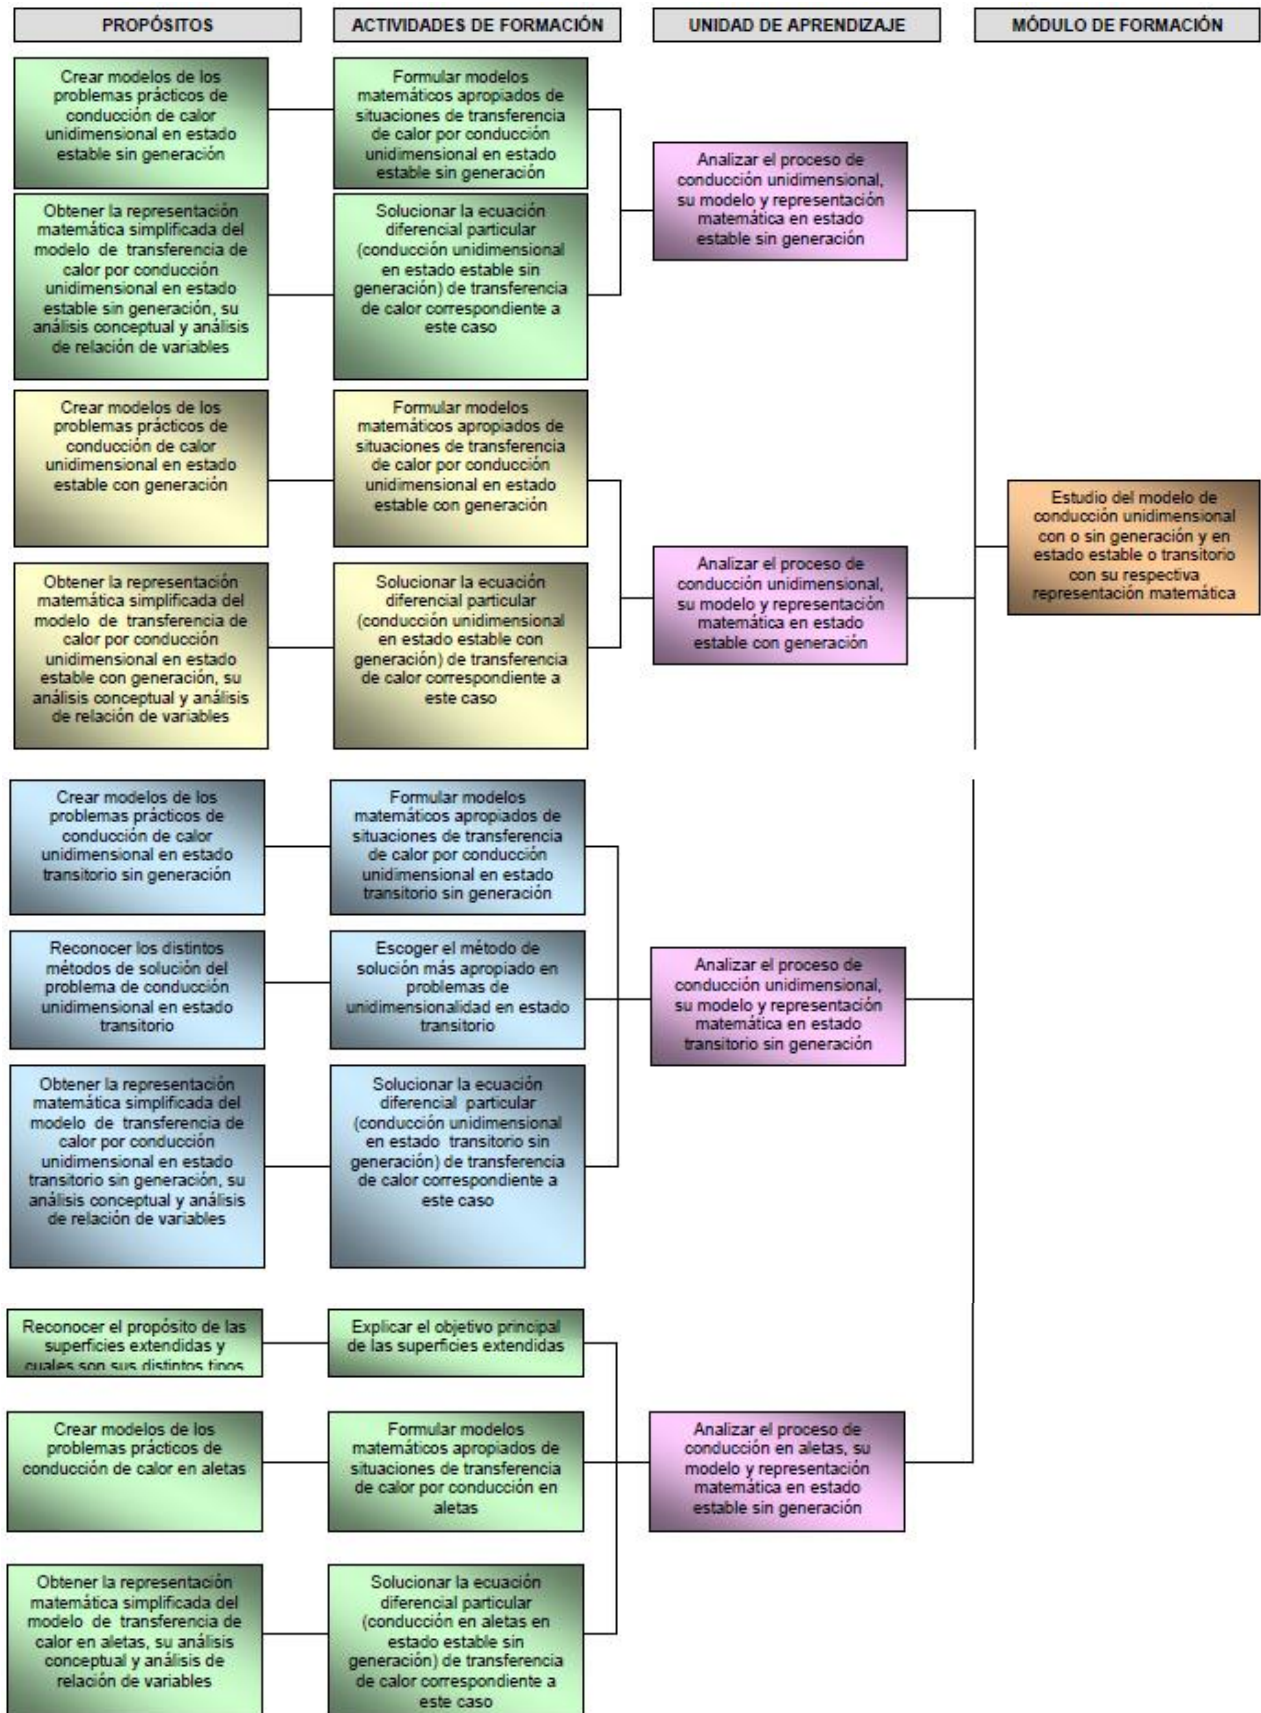 PROPÓSITOS
ACTIVIDADES DE FORMACIÓN
UNIDAD DE APRENDIZAJE
MÓDULO DE FORMACIÓN
Crear modelos de los
problemas prácticos de
conducción de calor
unidimensional en estado
estable sin generación
Formular modelos
matemáticos apropiados de
situaciones de transferencia
de calor por conducción
unidimensional en estado
estable sin generación
Obtener la representación
matemática simplificada del
modelo de transferencia de
calor por conducción
unidimensional en estado
estable sin generación, su
análisis conceptual y análisis
de relación de variables
Solucionar la ecuación
diferencial particular
(conducción unidimensional
en estado estable sin
generación) de transferencia
de calor correspondiente a
este caso
Analizar el proceso de
conducción unidimensional,
su modelo y representación
matemática en estado
estable sin generación
Crear modelos de los
problemas prácticos de
conducción de calor
unidimensional en estado
estable con generación
Formular modelos
matemáticos apropiados de
situaciones de transferencia
de calor por conducción
unidimensional en estado
estable con generación
Obtener la representación
matemática simplificada del
modelo de transferencia de
calor por conducción
unidimensional en estado
estable con generación, su
análisis conceptual y análisis
de relación de variables
Solucionar la ecuación
diferencial particular
(conducción unidimensional
en estado estable con
generación) de transferencia
de calor correspondiente a
este caso
Analizar el proceso de
conducción unidimensional,
su modelo y representación
matemática en estado
estable con generación
Estudio del modelo de
conducción unidimensional
con o sin generación y en
estado estable o transitorio
con su respectiva
representación matemática
Crear modelos de los
problemas prácticos de
conducción de calor
unidimensional en estado
transitorio sin generación
Formular modelos
matemáticos apropiados de
situaciones de transferencia
de calor por conducción
unidimensional en estado
transitorio sin generación
Reconocer los distintos
métodos de solución del
problema de conducción
unidimensional en estado
transitorio
Escoger el método de
solución más apropiado en
problemas de
unidimensionalidad en estado
transitorio
Obtener la representación
matemática simplificada del
modelo de transferencia de
calor por conducción
unidimensional en estado
transitorio sin generación, su
análisis conceptual y análisis
de relación de variables
Solucionar la ecuación
diferencial particular
(conducción unidimensional
en estado transitorio sin
generación) de transferencia
de calor correspondiente a
este caso
Analizar el proceso de
conducción unidimensional,
su modelo y representación
matemática en estado
transitorio sin generación
Reconocer el propósito de las
superficies extendidas y
cuales son sus distintos tipos
Explicar el objetivo principal
de las superficies extendidas
Crear modelos de los
problemas prácticos de
conducción de calor en aletas
Formular modelos
matemáticos apropiados de
situaciones de transferencia
de calor por conducción en
aletas
Obtener la representación
matemática simplificada del
modelo de transferencia de
calor en aletas, su análisis
conceptual y análisis de
relación de variables
Solucionar la ecuación
diferencial particular
(conducción en aletas en
estado estable sin
generación) de transferencia
de calor correspondiente a
este caso
Analizar el proceso de
conducción en aletas, su
modelo y representación
matemática en estado
estable sin generación